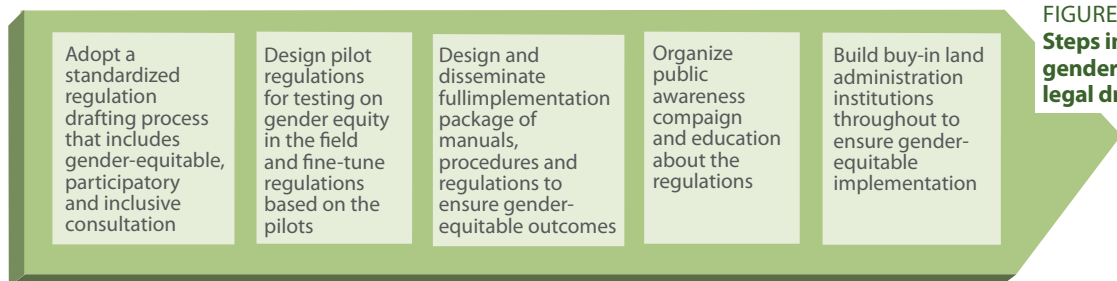 Adopt a
standardized
regulation
drafting process
that includes
gender-equitable,
participatory
and inclusive
consultation
Design pilot
regulations
for testing on
gender equity
in the field
and fine-tune
regulations
based on the
pilots
Design and
disseminate
fullimplementation
package of
manuals,
procedures and
regulations to
ensure gender-
equitable outcomes
Organize
public
awareness
compaign
and education
about the
regulations
Build buy-in land
administration
institutions
throughout to
ensure gender-
equitable
implementation
FIGURE
Steps
gender
legal